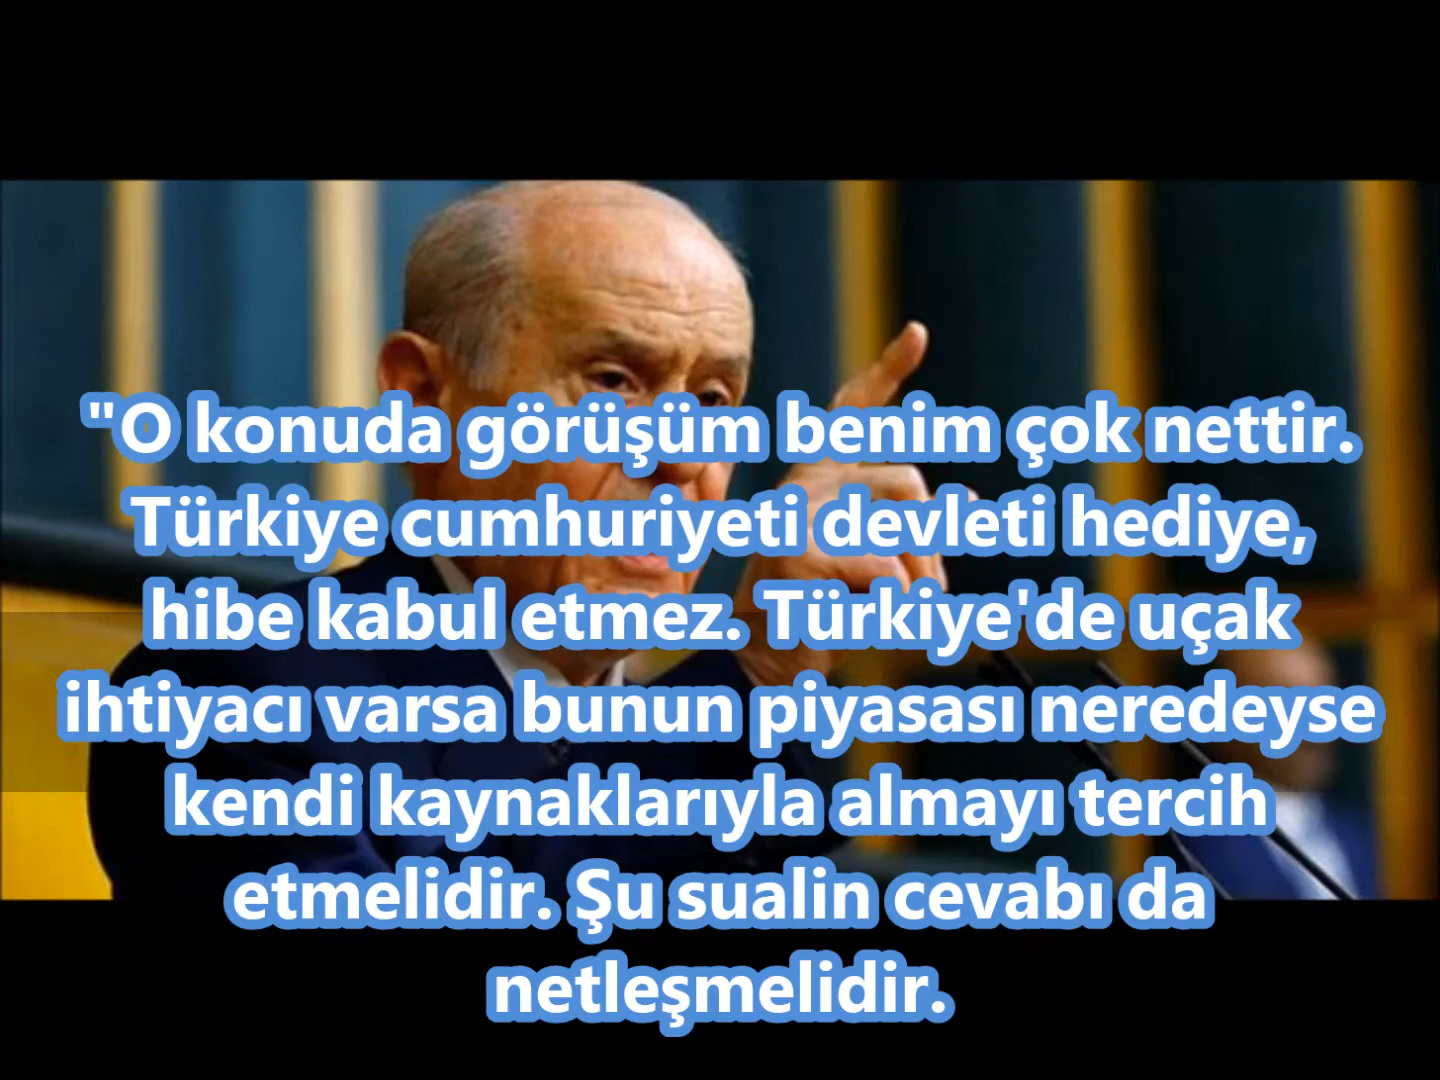 "O konuda görüşüm benim çok nettir.
Türkiye cumhuriyeti devleti hediye,
hibe kabul etmez. Türkiye'de uçak
ihtiyacı varsa bunun piyasası neredeyse
kendi kaynaklarıyla almayı tercih
etmelidir. Şu sualin cevabı da
netleşmelidir.